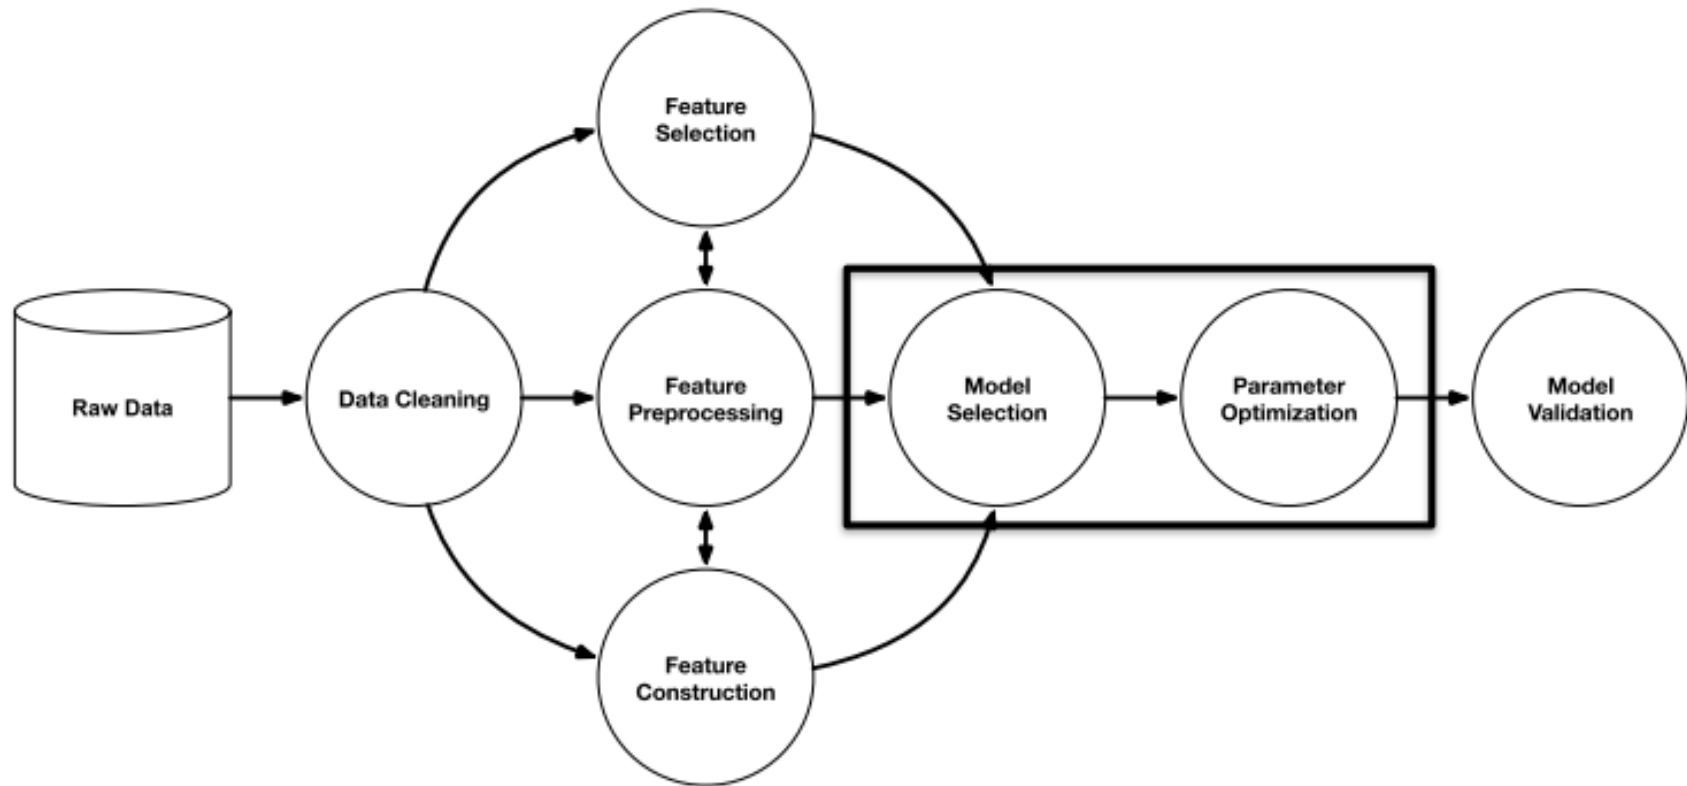 Feature
Selection
Raw Data
Data Cleaning
Feature
Preprocessing
Model
Selection
Parameter
Optimization
Model
Validation
Feature
Construction